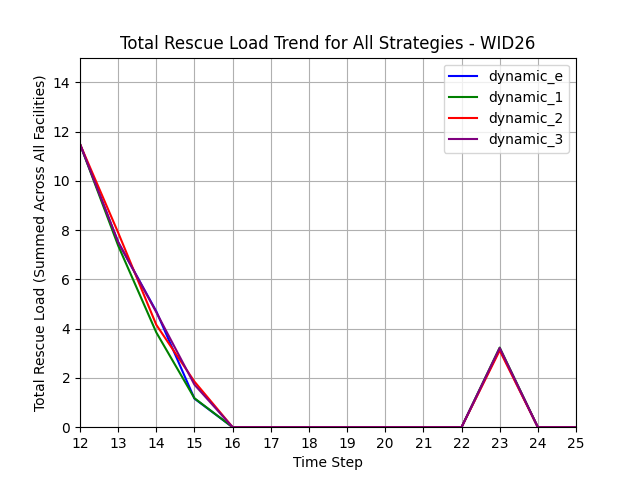 Total Rescue Load Trend for All Strategies - WID26
Total Rescue Load (Summed Across All Facilities)
14
12
10
8
6
4
2
0
dynamic_e
dynamic_1
dynamic_2
dynamic_3
12 13 14 15 16 17 18 19 20 21 22 23 24 25
Time Step